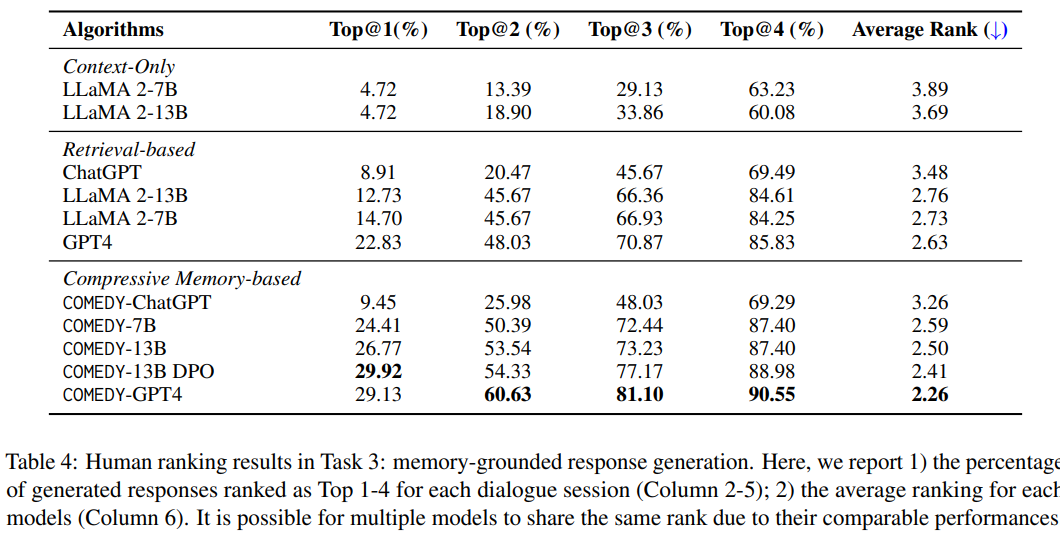 Algorithms Top@1(%) Top@2 (%) Top@3 (%) Top@4 (%) Average Rank (↓)
Context-Only
LLaMA 2-7B 4.72 13.39 29.13 63.23 3.89
LLaMA 2-13B 4.72 18.90 33.86 60.08 3.69
Retrieval-based
ChatGPT 8.91 20.47 45.67 69.49 3.48
LLaMA 2-13B 12.73 45.67 66.36 84.61 2.76
LLaMA 2-7B 14.70 45.67 66.93 84.25 2.73
GPT4 22.83 48.03 70.87 85.83 2.63
Compressive Memory-based
COMEDY-ChatGPT 9.45 25.98 48.03 69.29 3.26
COMEDY-7B 24.41 50.39 72.44 87.40 2.59
COMEDY-13B 26.77 53.54 73.23 87.40 2.50
COMEDY-13B DPO 29.92 54.33 77.17 88.98 2.41
COMEDY-GPT4 29.13 60.63 81.10 90.55 2.26
Table 4: Human ranking results in Task 3: memory-grounded response generation. Here, we report 1) the percentage
of generated responses ranked as Top 1-4 for each dialogue session (Column 2-5); 2) the average ranking for each
models (Column 6). It is possible for multiple models to share the same rank due to their comparable performances